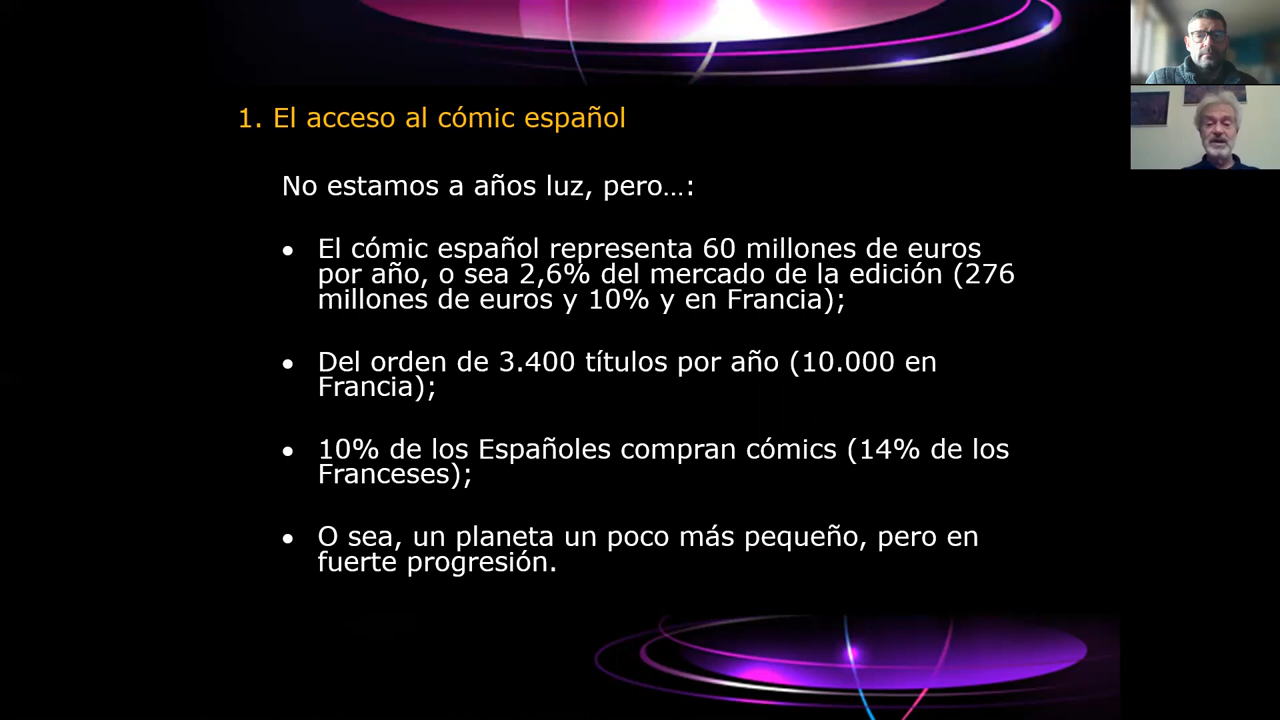 1. El acceso al cómic español
No estamos a años luz, pero…:
• El cómic español representa 60 millones de euros
por año, o sea 2,6% del mercado de la edición (276
millones de euros y 10% y en Francia);
• Del orden de 3.400 títulos por año (10.000 en
Francia);
• 10% de los Españoles compran cómics (14% de los
Franceses);
• O sea, un planeta un poco más pequeño, pero en
fuerte progresión.